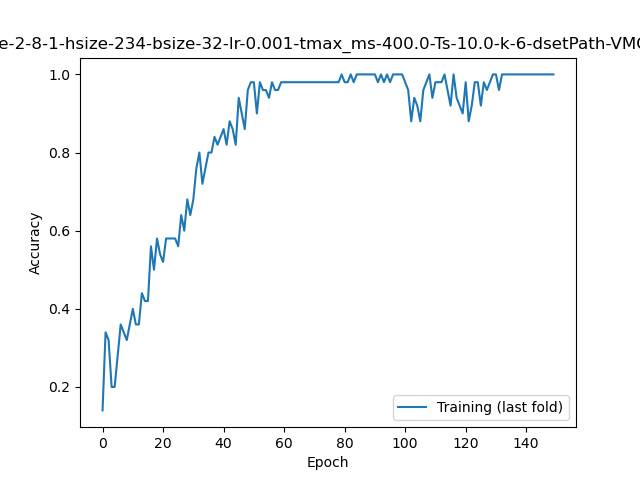 e-2-8-1-hsize-234-bsize-32-lr-0.001-tmax_ms-400.0-Ts-10.0-k-6-dsetPath-VMC
1.0
0.8
0.6
0.4
0.2
Accuracy
Training (last fold)
0 20 40 60 80 100 120 140
Epoch